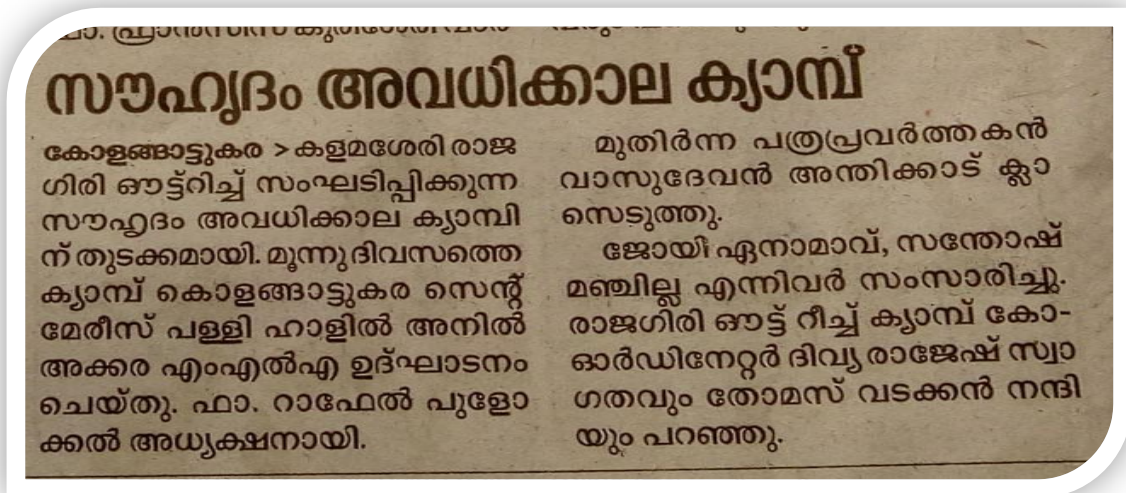 സൗഹൃദം അവധിക്കാല ക്യാമ്പ്
കോളങ്ങാട്ടുകര > കളമശേരി രാജ
ഗിരി ഔട്ട്റിച്ച് സംഘടിപ്പിക്കുന്ന
സൗഹൃദം അവധിക്കാല ക്യാമ്പി
ന് തുടക്കമായി. മൂന്നുദിവസത്തെ
ക്യാമ്പ് കൊളങ്ങാട്ടുകര സെന്റ്
മേരീസ് പള്ളി ഹാളിൽ അനിൽ
അക്കര എംഎൽഎ ഉദ്ഘാടനം
ചെയ്തു. ഫാ. റാഫേൽ പുളോ
ക്കൽ അധ്യക്ഷനായി.
മുതിർന്ന പത്രപ്രവർത്തകൻ
വാസുദേവൻ അന്തിക്കാട് ക്ലാ
സെടുത്തു.
ജോയി ഏനാമാവ്, സന്തോഷ്
മഞ്ചില്ല എന്നിവർ സംസാരിച്ചു.
രാജഗിരി ഔട്ട് റീച്ച് ക്യാമ്പ് കോ-
ഓർഡിനേറ്റർ ദിവ്യ രാജേഷ് സ്വാ
ഗതവും തോമസ് വടക്കൻ നന്ദി
യും പറഞ്ഞു.